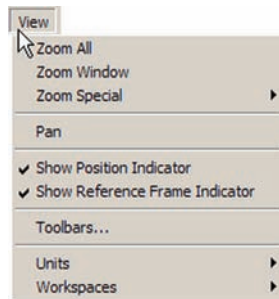 View
Zoom All
Zoom Window
Zoom Special
Pan
Show Position Indicator
Show Reference Frame Indicator
Toolbars...
Units
Workspaces